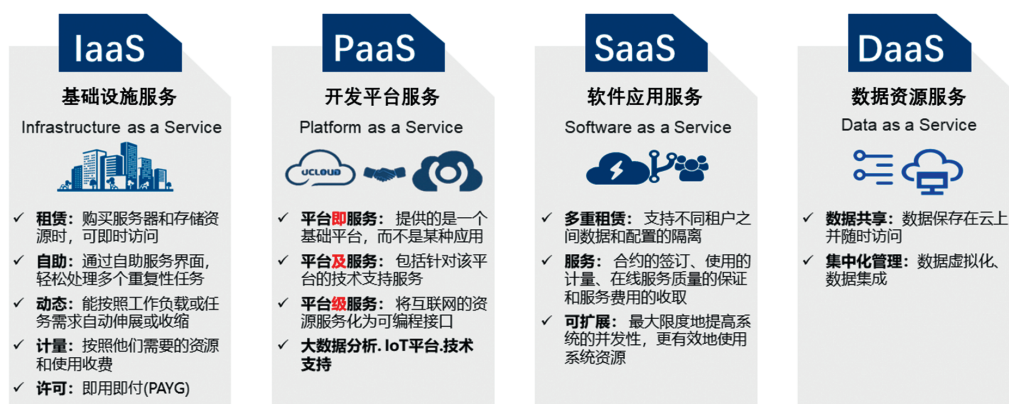 IaaS
基础设施服务
Infrastructure as a Service
✓ 租赁：购买服务器和存储资
源时，可即时访问
✓ 自助：通过自助服务界面，
轻松处理多个重复性任务
✓ 动态：能按照工作负载或任
务需求自动伸展或收缩
✓ 计量：按照他们需要的资源
和使用收费
✓ 许可：即用即付(PAYG)
PaaS
开发平台服务
Platform as a Service
UCLOUD
✓ 平台即服务：提供的是一个
基础平台，而不是某种应用
✓ 平台及服务：包括针对该平
台的技术支持服务
✓ 平台级服务：将互联网的资
源服务化为可编程接口
✓ 大数据分析. IoT平台.技术
支持
SaaS
软件应用服务
Software as a Service
✓ 多重租赁：支持不同租户之
间数据和配置的隔离
✓ 服务：合约的签订、使用的
计量、在线服务质量的保证
和服务费用的收取
✓ 可扩展：最大限度地提高系
统的并发性，更有效地使用
系统资源
DaaS
数据资源服务
Data as a Service
✓ 数据共享：数据保存在云上
并随时访问
✓ 集中化管理：数据虚拟化、
数据集成